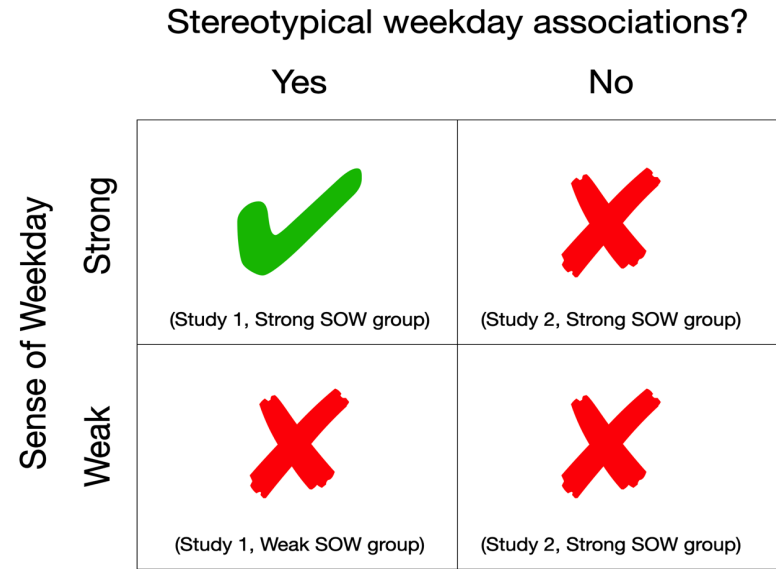 Stereotypical weekday associations?
Yes No
Sense of Weekday
Strong
(Study 1, Strong SOW group) (Study 2, Strong SOW group)
Weak
(Study 1, Weak SOW group) (Study 2, Strong SOW group)